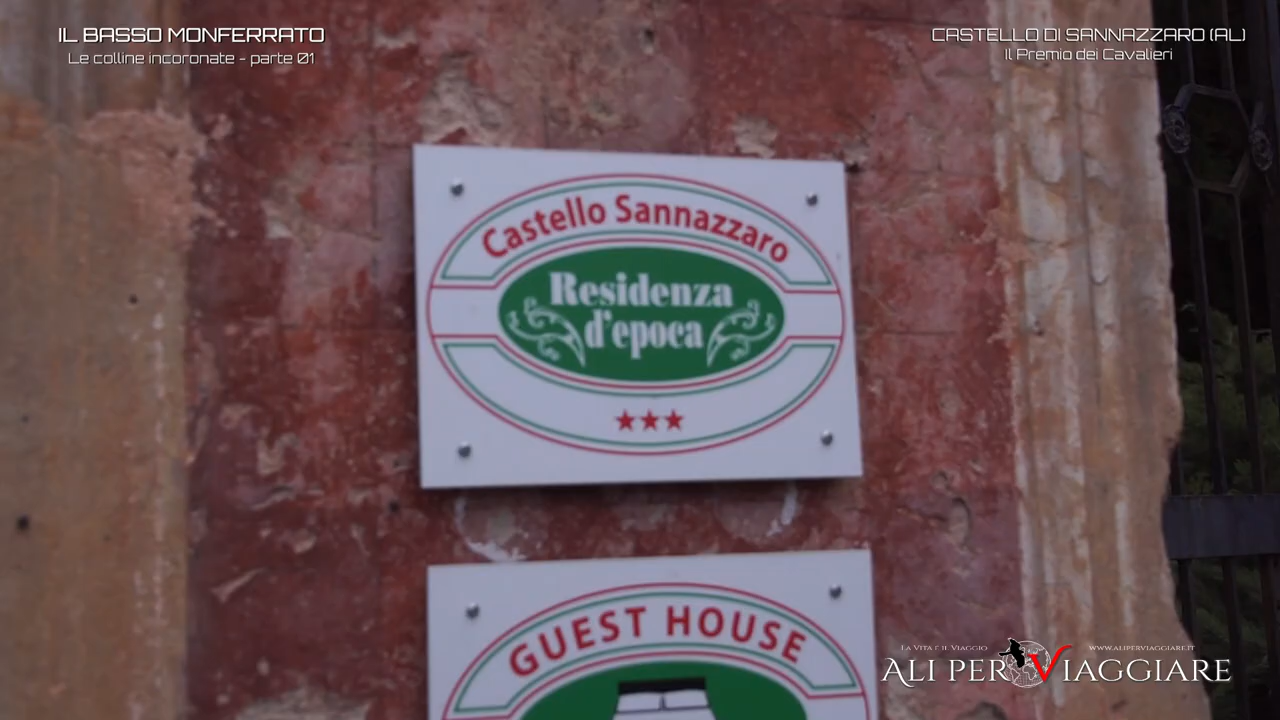 IL BASSO MONFERRATO
Le colline incoronate - parte 01
CASTELLO DI SANNAZZARO (AL)
Il Premio dei Cavalieri
Castello Sannazzaro
Residenza
d'epoca
GUEST HOUSE
LA VITA È IL VIAGGIO
WWW.ALIPERVIAGGIARE.IT
ALI PER VIAGGIARE